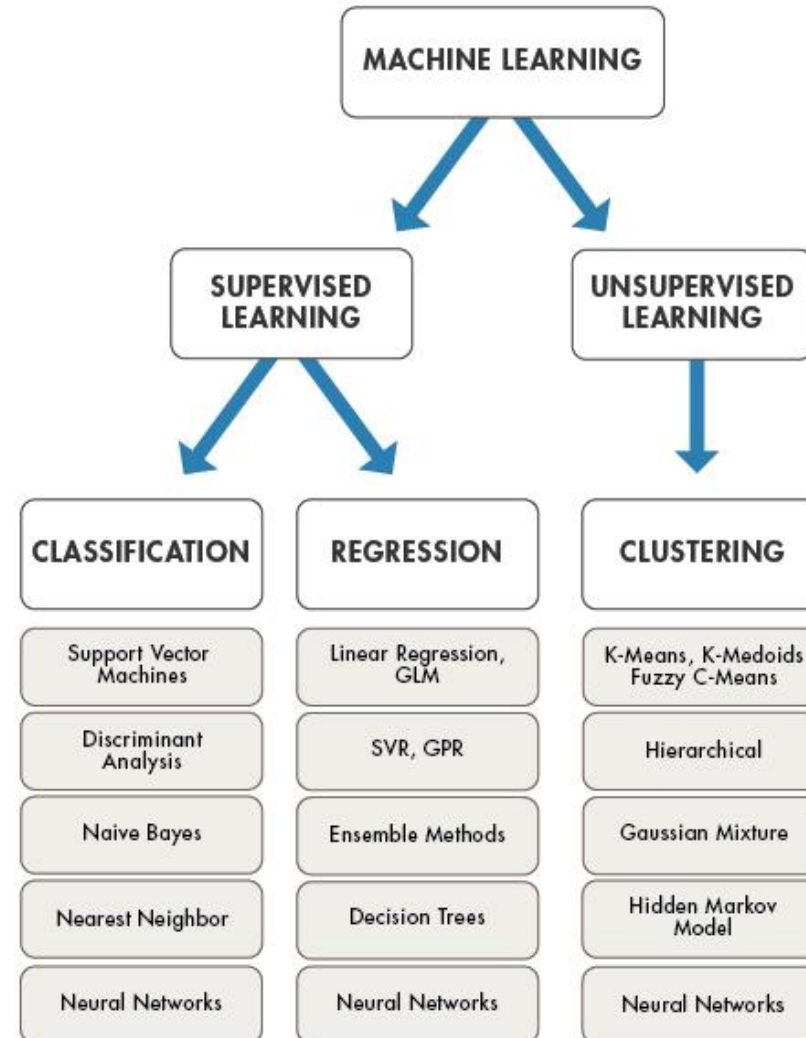 MACHINE LEARNING
SUPERVISED
LEARNING
UNSUPERVISED
LEARNING
CLASSIFICATION
Support Vector
Machines
Discriminant
Analysis
Naive Bayes
Nearest Neighbor
Neural Networks
REGRESSION
Linear Regression,
GLM
SVR, GPR
Ensemble Methods
Decision Trees
Neural Networks
CLUSTERING
K-Means, K-Medoids
Fuzzy C-Means
Hierarchical
Gaussian Mixture
Hidden Markov
Model
Neural Networks